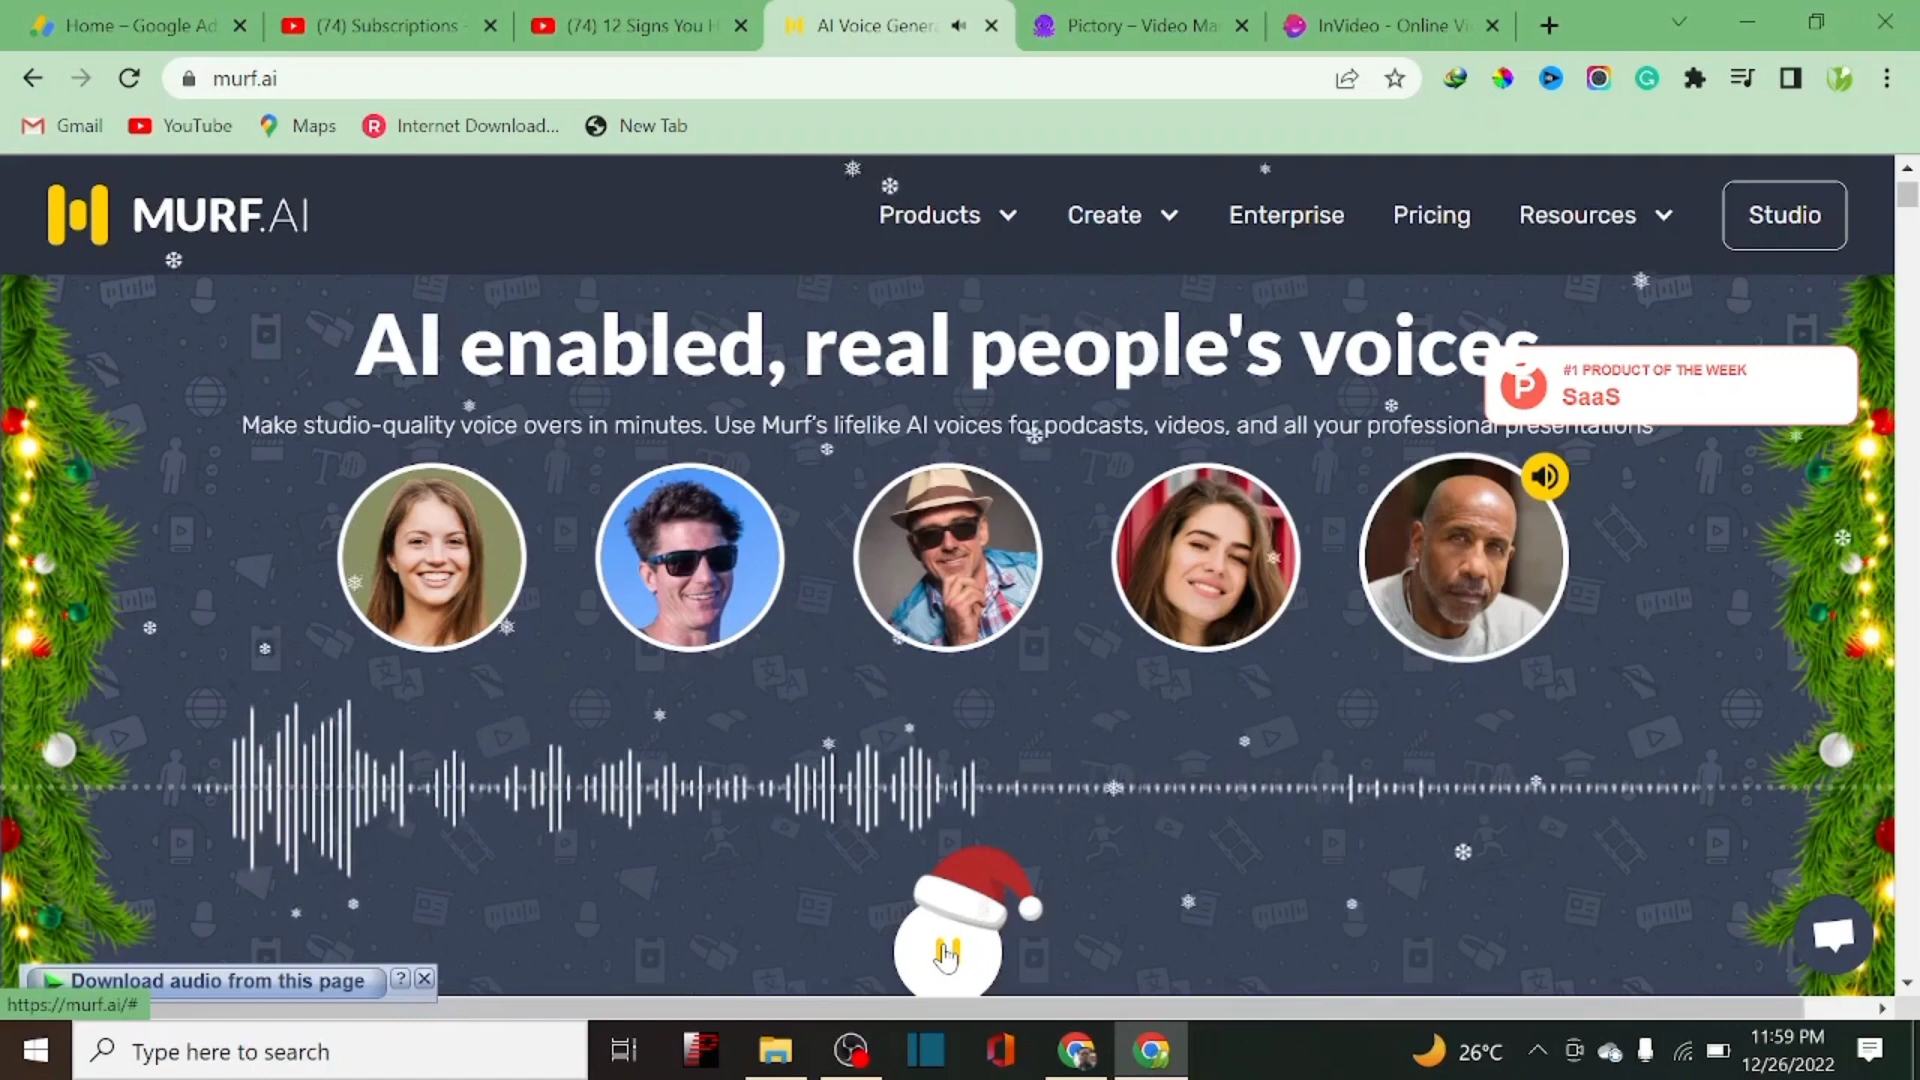 Home – Google Ad
(74) Subscriptions -
(74) 12 Signs You H
AI Voice Genera
Pictory – Video Ma
InVideo - Online Vi
murf.ai
Gmail
YouTube
Maps
Internet Download...
New Tab
MURF.AI
Products
Create
Enterprise
Pricing
Resources
Studio
AI enabled, real people's voices
#1 PRODUCT OF THE WEEK
SaaS
Make studio-quality voice overs in minutes. Use Murf's lifelike AI voices for podcasts, videos, and all your professional presentations
Download audio from this page
?
https://murf.ai/#
Type here to search
26°C
11:59 PM
12/26/2022